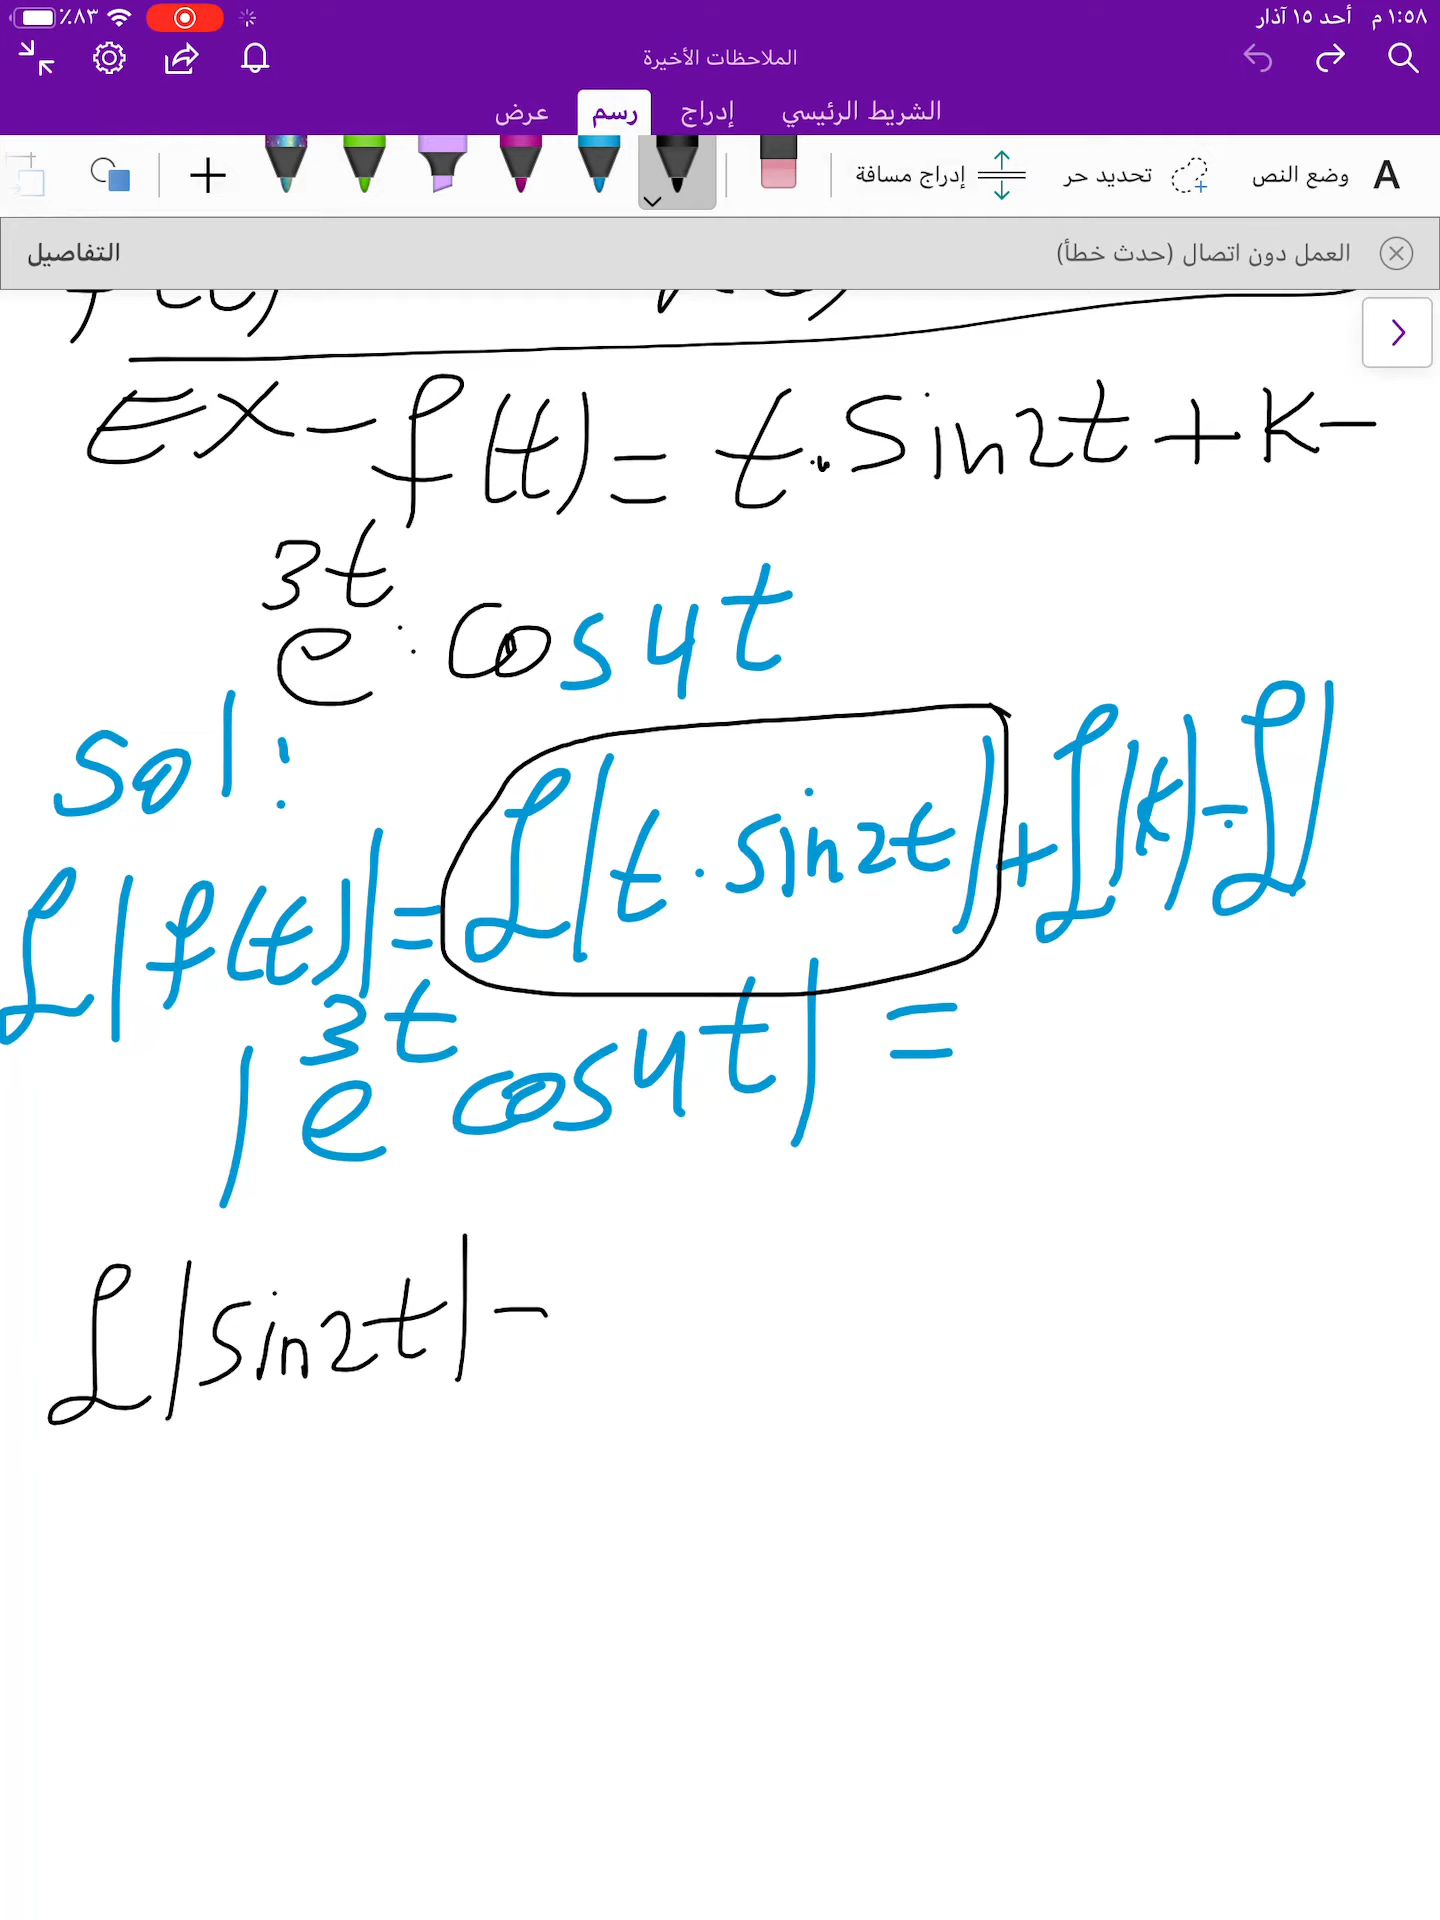 ٪٨٣
١:٥٨ م أحد ١٥ آذار
الملاحظات الأخيرة
الشريط الرئيسي إدراج رسم عرض
A وضع النص تحديد حر إدراج مسافة
العمل دون اتصال (حدث خطأ) التفاصيل
EX - f(t) = t. sin2t + K -
3t
e . cos4t
sol:
ℒ|f(t)| = ℒ|t . sin2t| + ℒ|k| - ℒ|
3t
| e cos4t| =
ℒ|sin2t| -